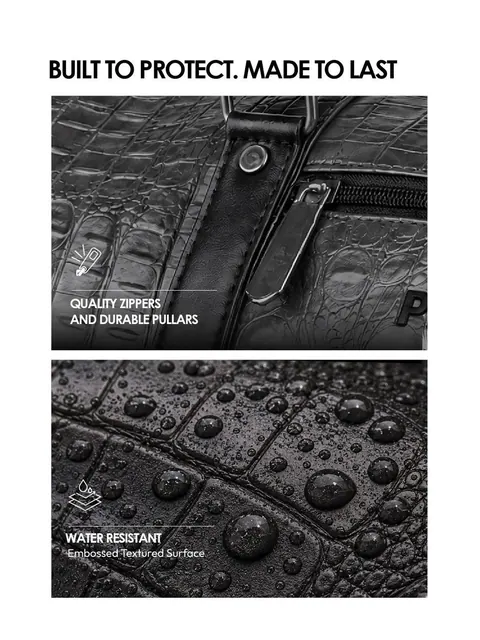 BUILT TO PROTECT. MADE TO LAST
QUALITY ZIPPERS
AND DURABLE PULLARS
P
WATER RESISTANT
Embossed Textured Surface